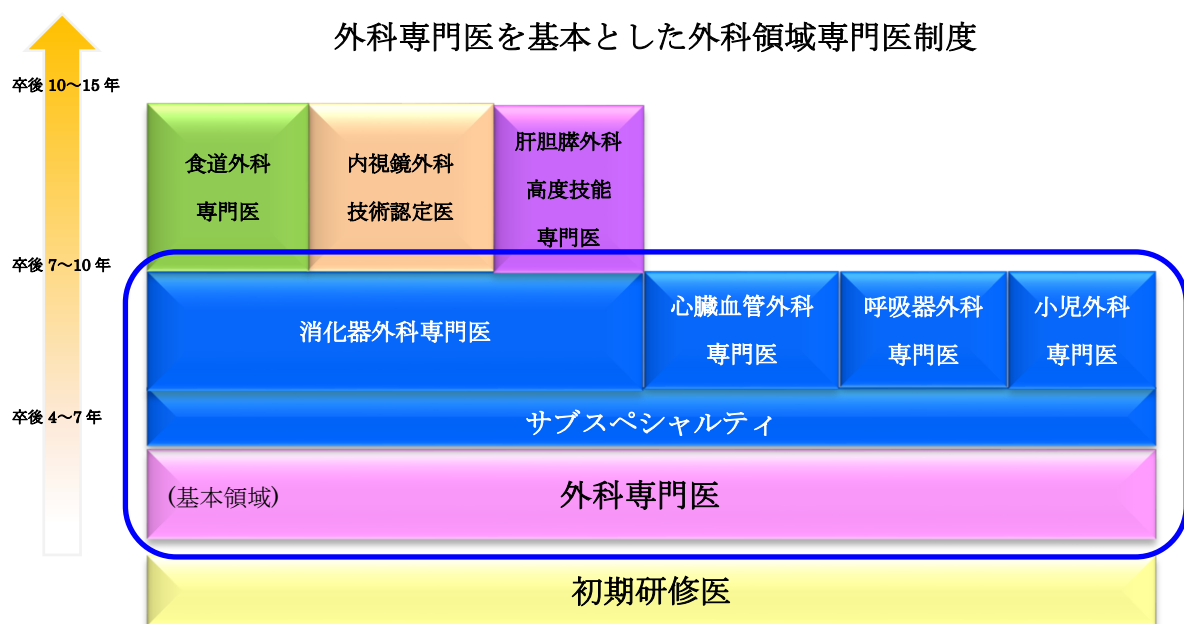 外科専門医を基本とした外科領域専門医制度
卒後 10～15 年
食道外科
専門医
内視鏡外科
技術認定医
肝胆膵外科
高度技能
専門医
卒後 7～10 年
消化器外科専門医
心臓血管外科
専門医
呼吸器外科
専門医
小児外科
専門医
卒後 4～7 年
サブスペシャルティ
(基本領域)
外科専門医
初期研修医